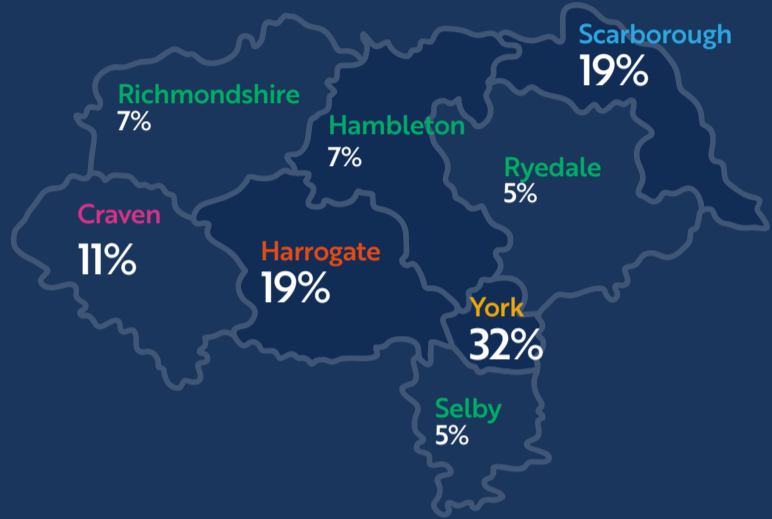 Scarborough
19%
Richmondshire
7%
Hambleton
7%
Ryedale
5%
Craven
11%
Harrogate
19%
York
32%
Selby
5%